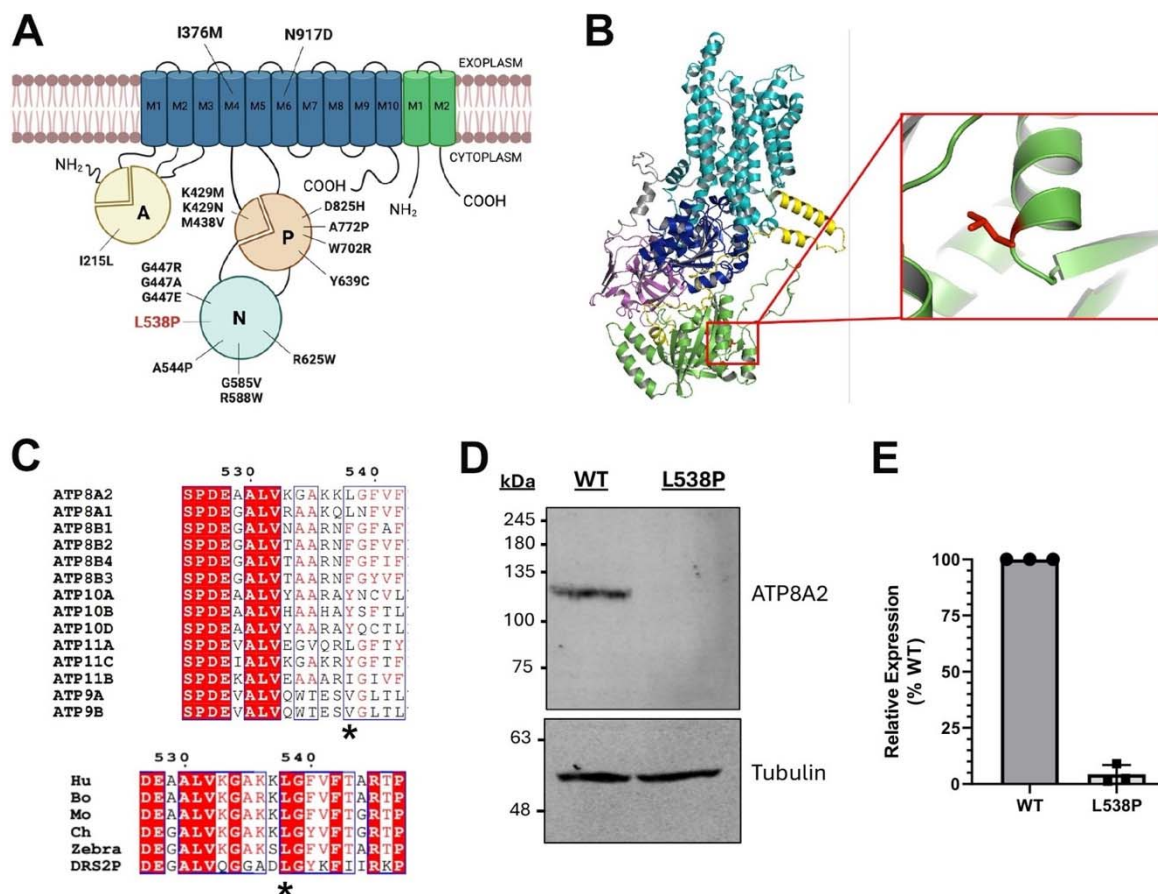 A
I376M N917D
EXOPLASM
M1 M2 M3 M4 M5 M6 M7 M8 M9 M10 M1 M2
CYTOPLASM
NH2
COOH
NH2
COOH
A
I215L
K429M
K429N
M438V
P
D825H
A772P
W702R
Y639C
G447R
G447A
G447E
L538P
N
A544P
G585V
R588W
R625W
B
C
530 540
ATP8A2 SPDEAALVKGAKKLGFVF
ATP8A1 SPDEGALVRAAKQLNFVF
ATP8B1 SPDEGALVNAARNFGFAF
ATP8B2 SPDEGALVTAARNFGFVF
ATP8B4 SPDEGALVTAARNFGFIF
ATP8B3 SPDEGALVTAARNFGYVF
ATP10A SPDEAALVYAARAYNCVL
ATP10B SPDEAALVHAAHAYSFTL
ATP10D SPDEAALVYAARAYQCTL
ATP11A SPDEVALVEGVQRLGFTY
ATP11C SPDEIALVKGAKRYGFTF
ATP11B SPDEKALVEAAARIGIVF
ATP9A SPDEVALVQWTESVGLTL
ATP9B SPDEVALVQWTESVGLTL
*
530 540
Hu DEAALVKGAKKLGFVFTARTP
Bo DEAALVKGARKLGFVFTARTP
Mo DEAALVKGAKKLGFVFTGRTP
Ch DEGALVKGAKKLGYVFTGRTP
Zebra DEGALVKGAKSLGFVFTARTP
DRS2P DEGALVQGGADLGYKFIIRKP
*
D
kDa WT L538P
245
180
135
100
75
ATP8A2
63
48
Tubulin
E
Relative Expression
(% WT)
100
75
50
25
0
WT L538P